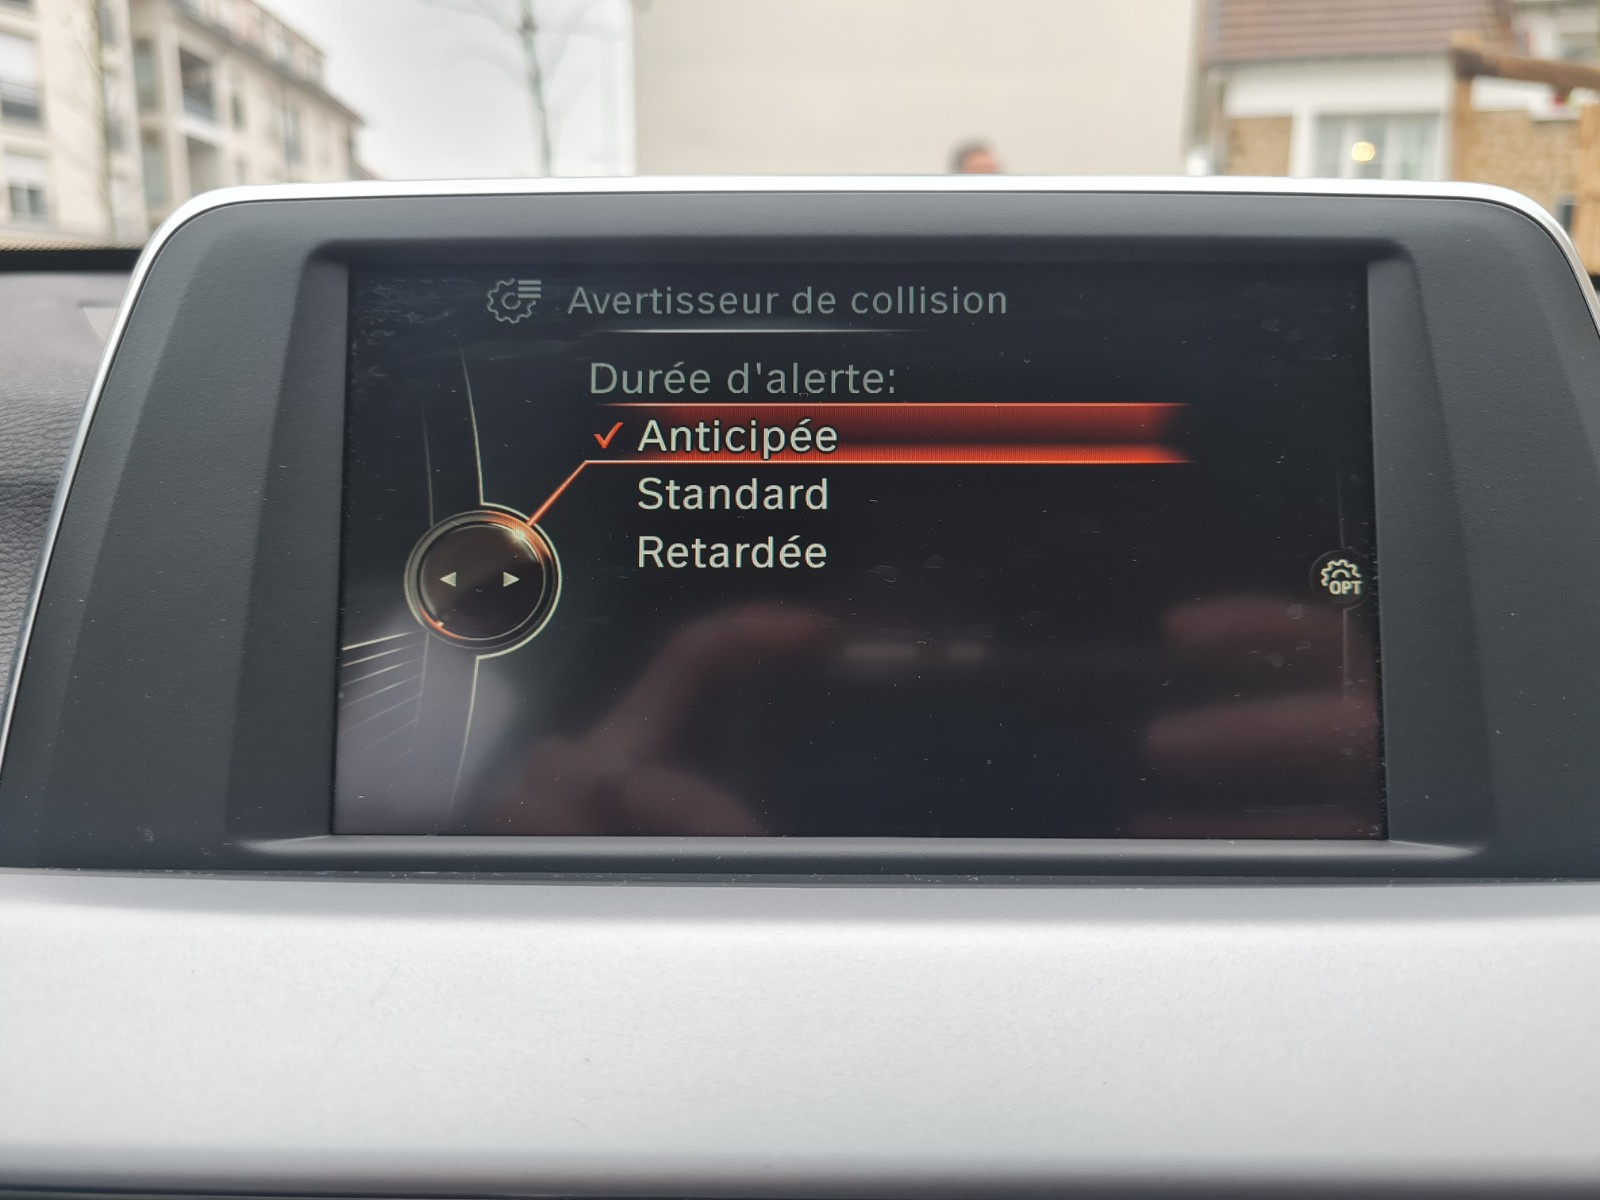 Avertisseur de collision
Durée d'alerte:
Anticipée
Standard
Retardée
OPT